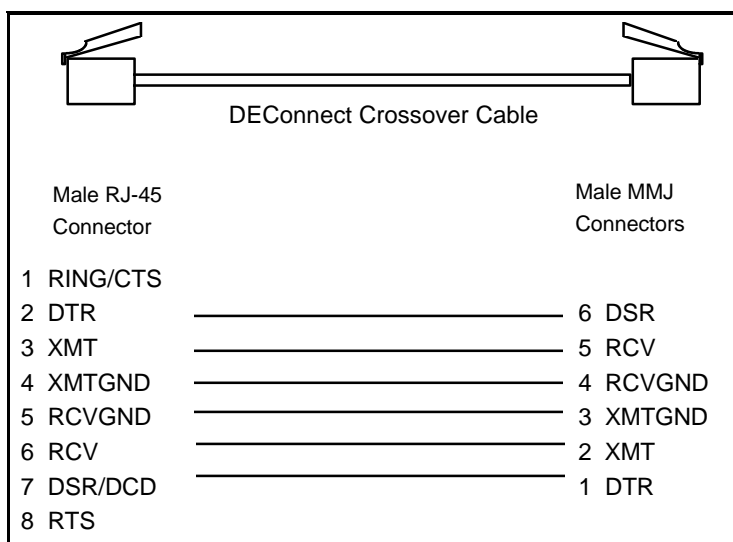 DEConnect Crossover Cable
Male RJ-45
Connector
Male MMJ
Connectors
1 RING/CTS
2 DTR 6 DSR
3 XMT 5 RCV
4 XMTGND 4 RCVGND
5 RCVGND 3 XMTGND
6 RCV 2 XMT
7 DSR/DCD 1 DTR
8 RTS